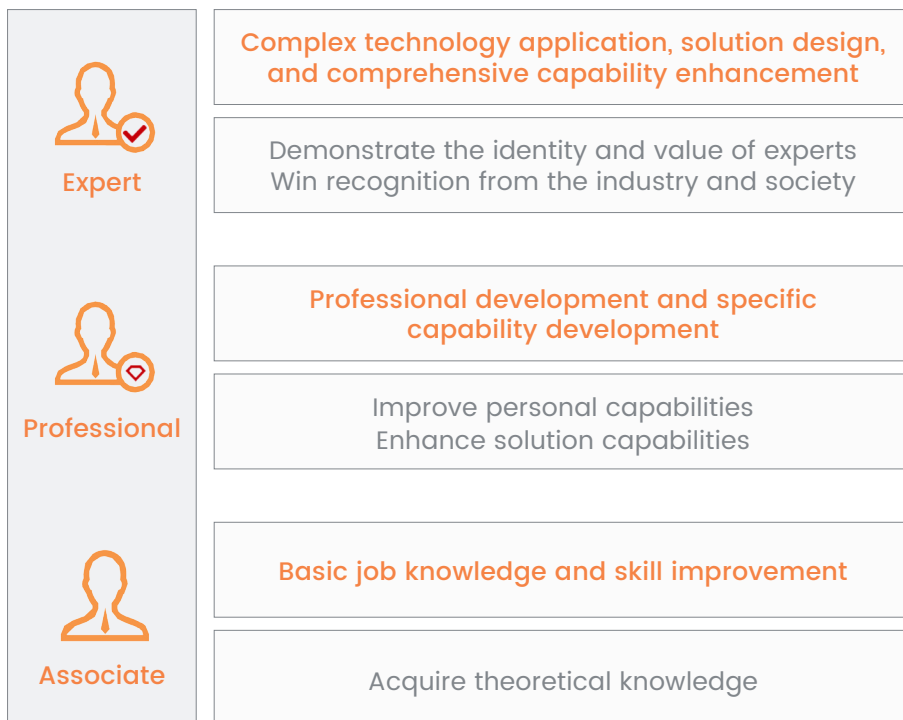 Complex technology application, solution design,
and comprehensive capability enhancement
Expert
Demonstrate the identity and value of experts
Win recognition from the industry and society
Professional development and specific
capability development
Professional
Improve personal capabilities
Enhance solution capabilities
Basic job knowledge and skill improvement
Associate
Acquire theoretical knowledge